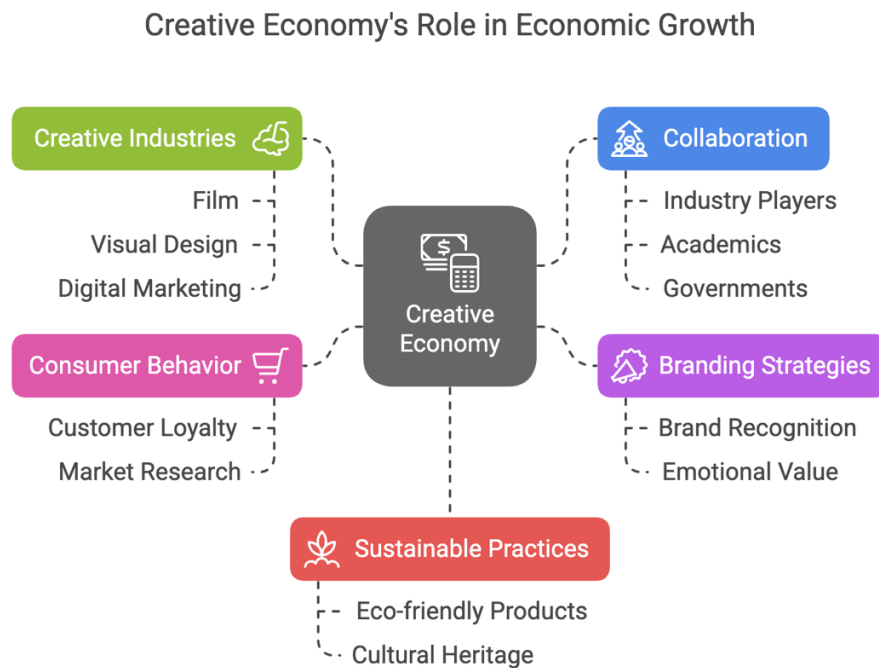 Creative Economy's Role in Economic Growth
Creative Industries
Film
Visual Design
Digital Marketing
Consumer Behavior
Customer Loyalty
Market Research
$
Creative
Economy
Collaboration
Industry Players
Academics
Governments
Branding Strategies
Brand Recognition
Emotional Value
Sustainable Practices
Eco-friendly Products
Cultural Heritage